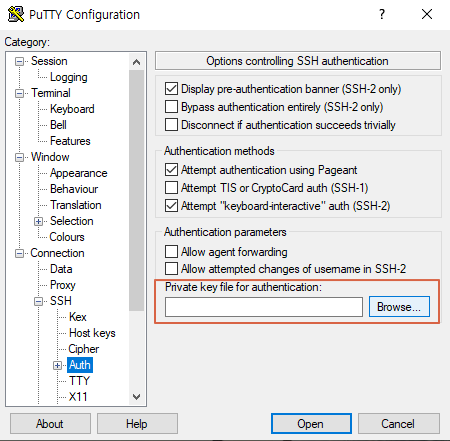 PuTTY Configuration
?
Category:
Session
Logging
Terminal
Keyboard
Bell
Features
Window
Appearance
Behaviour
Translation
Selection
Colours
Connection
Data
Proxy
SSH
Kex
Host keys
Cipher
Auth
TTY
X11
Options controlling SSH authentication
Display pre-authentication banner (SSH-2 only)
Bypass authentication entirely (SSH-2 only)
Disconnect if authentication succeeds trivially
Authentication methods
Attempt authentication using Pageant
Attempt TIS or CryptoCard auth (SSH-1)
Attempt "keyboard-interactive" auth (SSH-2)
Authentication parameters
Allow agent forwarding
Allow attempted changes of username in SSH-2
Private key file for authentication:
Browse...
About
Help
Open
Cancel